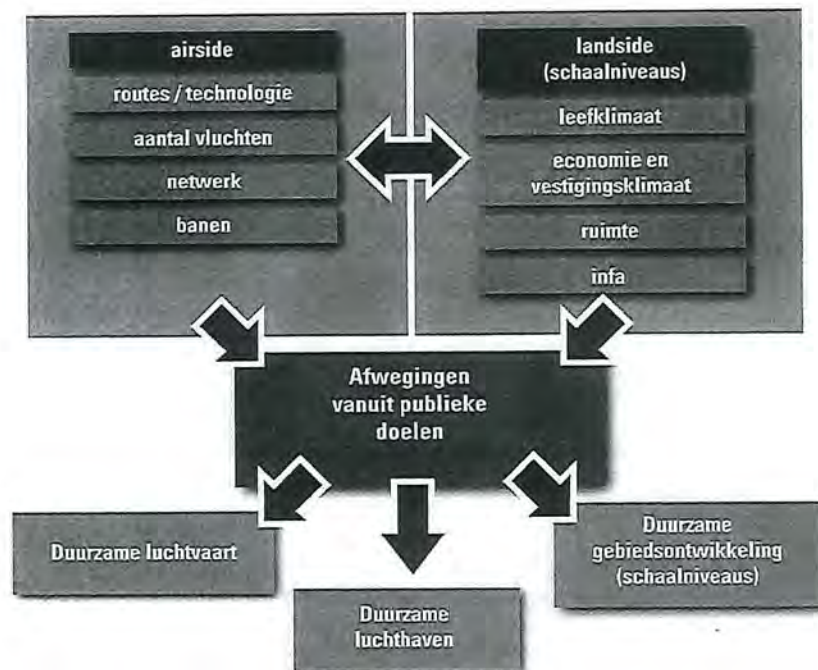 airside
routes / technologie
aantal vluchten
netwerk
banen
landside
(schaalniveaus)
leefklimaat
economie en
vestigingsklimaat
ruimte
infa
Afwegingen
vanuit publieke
doelen
Duurzame luchtvaart
Duurzame
luchthaven
Duurzame
gebiedsontwikkeling
(schaalniveaus)